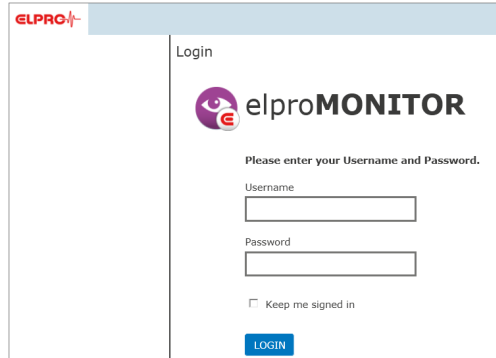 ELPRO
Login
elproMONITOR
Please enter your Username and Password.
Username
Password
Keep me signed in
LOGIN